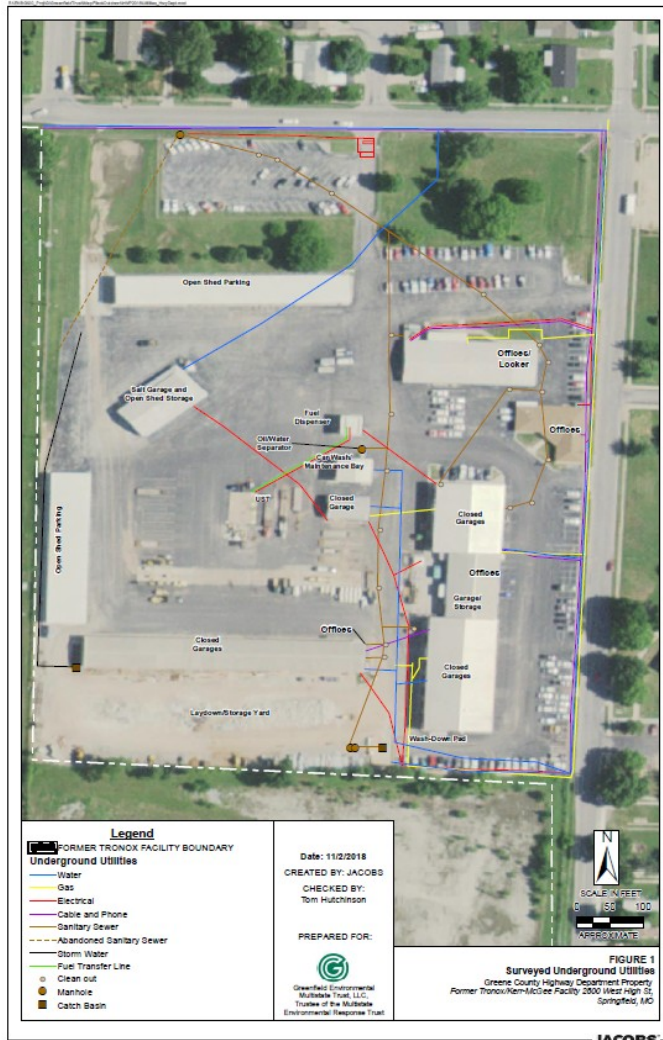 Open Shed Parking
Offices/
Locker
Salt Garage and
Open Shed Storage
Fuel
Dispenser
Offices
Oil/Water
Separator
Car Wash/
Maintenance Bay
UST
Closed
Garage
Closed
Garages
Open Shed Parking
Offices
Garage/
Storage
Offices
Closed
Garages
Closed
Garages
Laydown/Storage Yard
Wash-Down Pad
Legend
FORMER TRONOX FACILITY BOUNDARY
Underground Utilities
Water
Gas
Electrical
Cable and Phone
Sanitary Sewer
Abandoned Sanitary Sewer
Storm Water
Fuel Transfer Line
Clean out
Manhole
Catch Basin
Date: 11/2/2018
CREATED BY: JACOBS
CHECKED BY:
Tom Hutchinson
PREPARED FOR:
Greenfield Environmental
Multistate Trust, LLC,
Trustee of the Multistate
Environmental Response Trust
N
SCALE IN FEET
0 50 100
APPROXIMATE
FIGURE 1
Surveyed Underground Utilities
Greene County Highway Department Property
Former Tronox/Kerr-McGee Facility 2800 West High St,
Springfield, MO
JACOBS